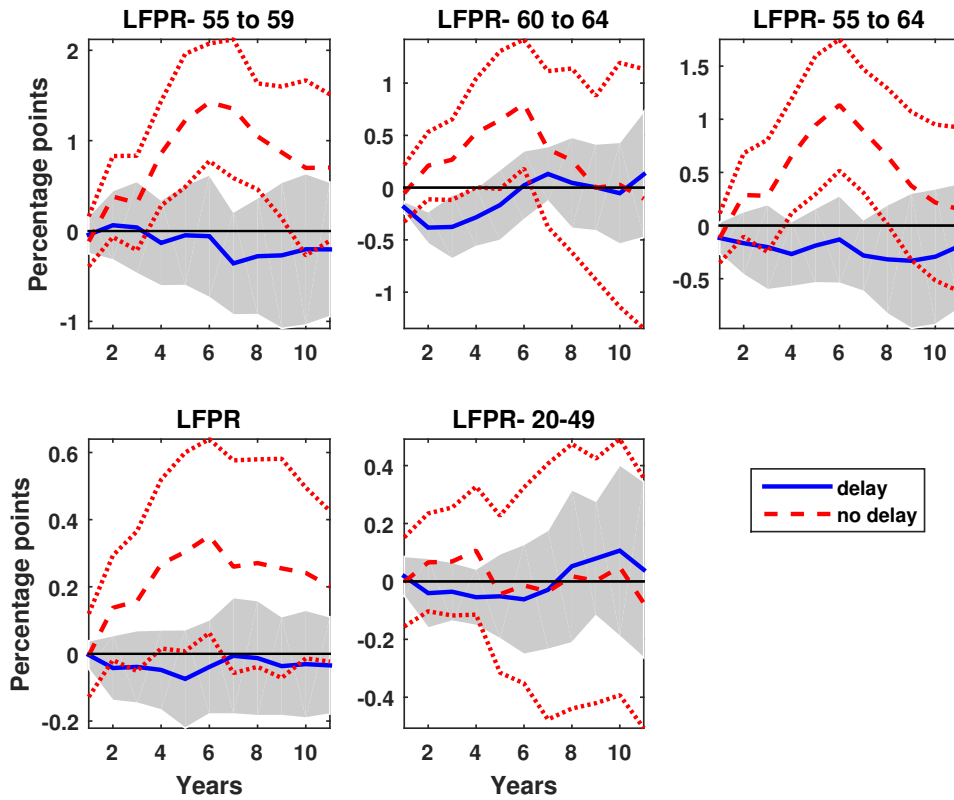 LFPR- 55 to 59
LFPR- 60 to 64
LFPR- 55 to 64
Percentage points
2
1
0
-1
2 4 6 8 10
1
0.5
0
-0.5
-1
2 4 6 8 10
1.5
1
0.5
0
-0.5
2 4 6 8 10
LFPR
LFPR- 20-49
Percentage points
0.6
0.4
0.2
0
-0.2
2 4 6 8 10
Years
0.4
0.2
0
-0.2
-0.4
2 4 6 8 10
Years
delay
no delay